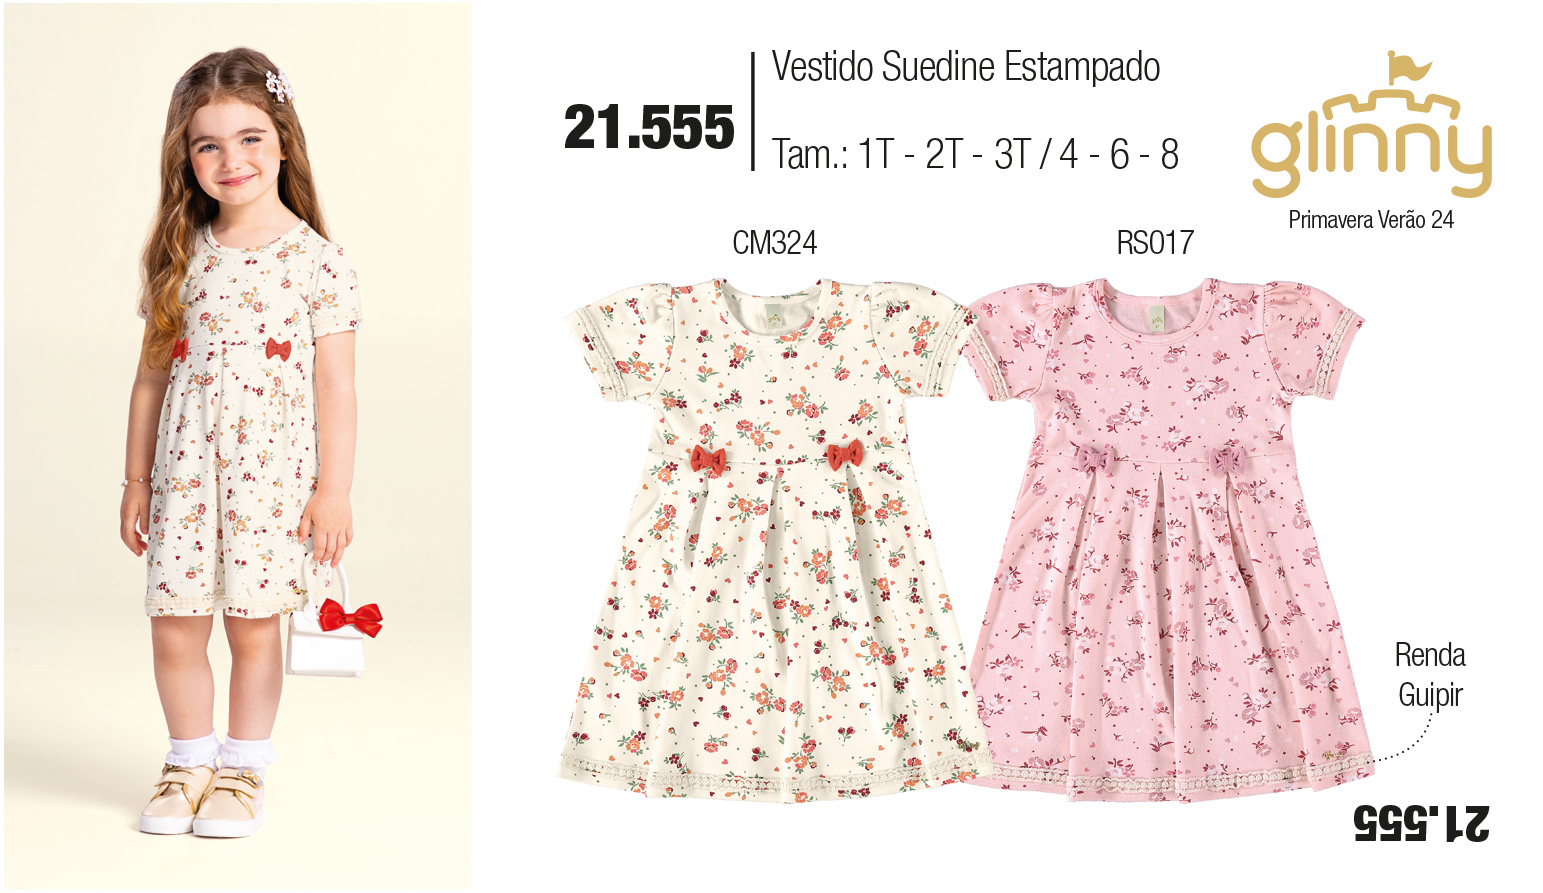 21.555
Vestido Suedine Estampado
Tam.: 1T - 2T - 3T / 4 - 6 - 8
glinny
Primavera Verão 24
CM324
RS017
Renda
Guipir
21.555